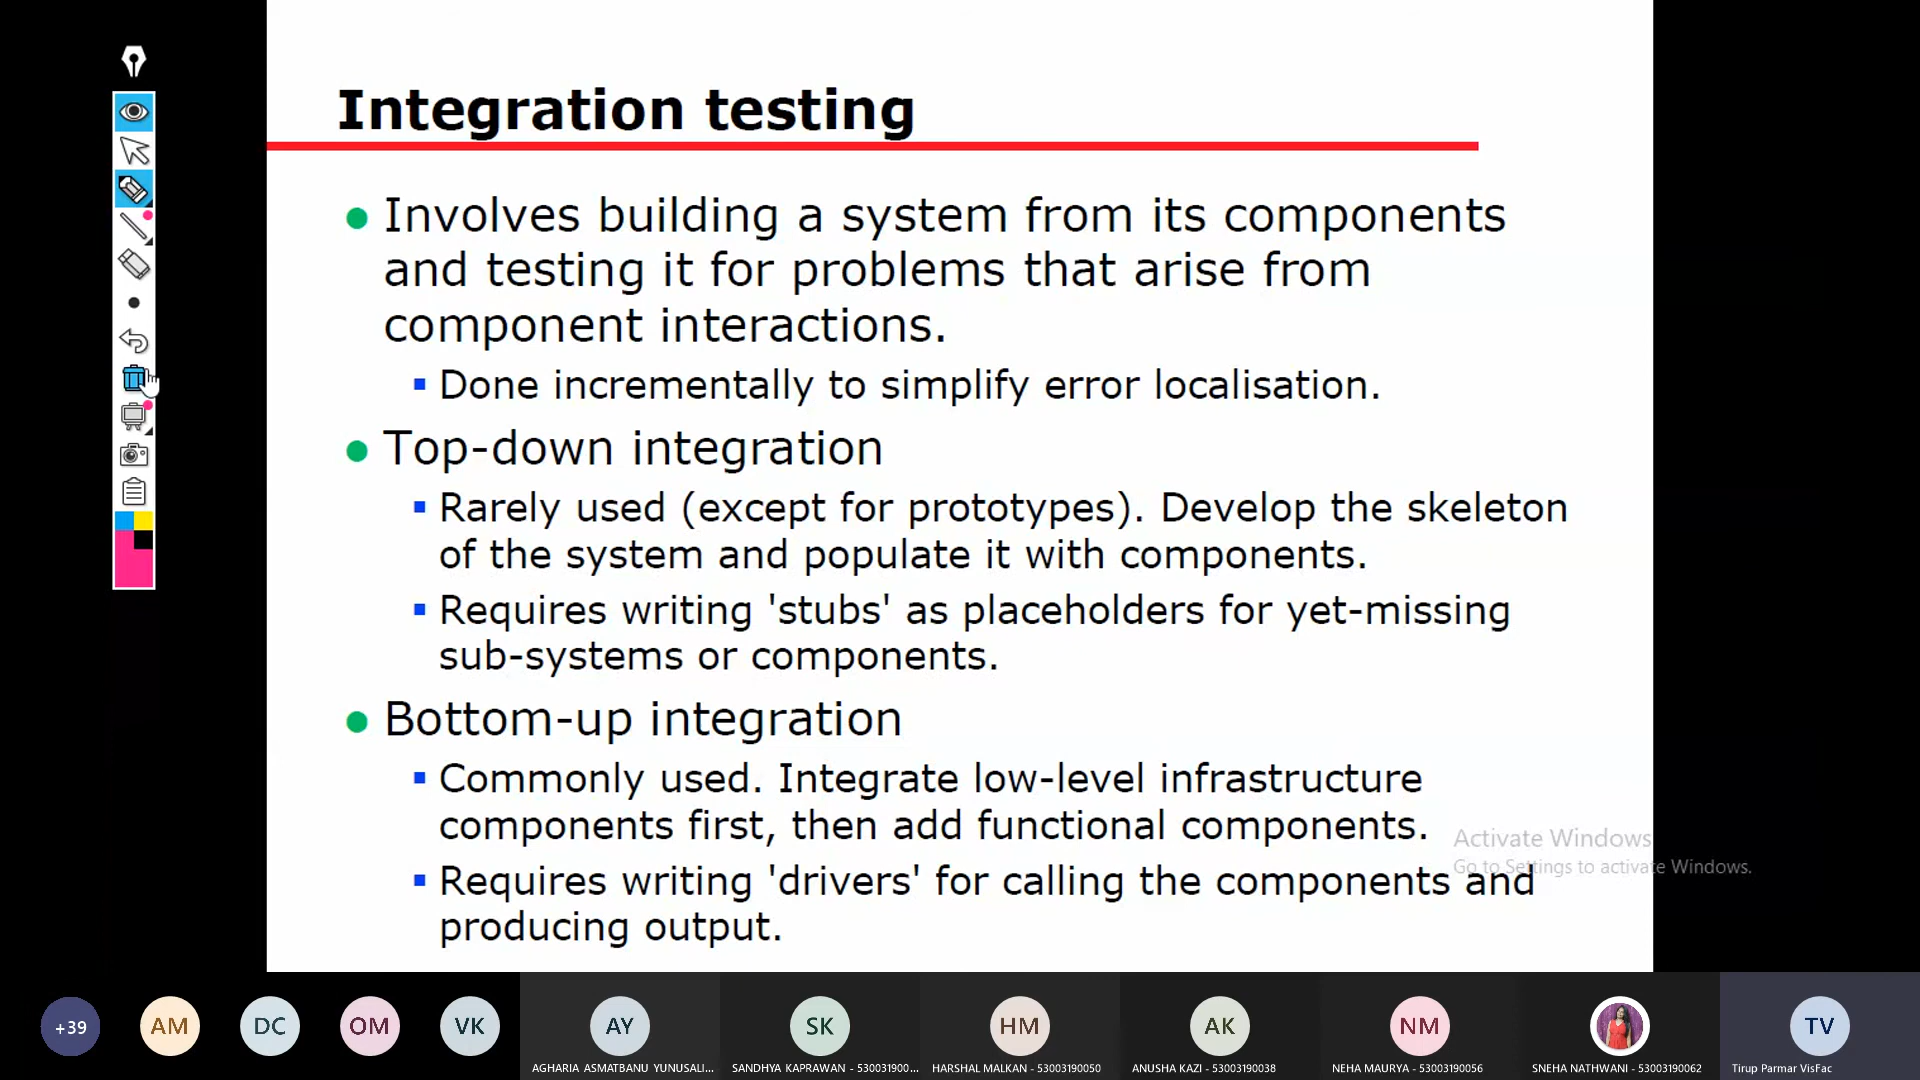 Integration testing
Involves building a system from its components
and testing it for problems that arise from
component interactions.
Done incrementally to simplify error localisation.
Top-down integration
Rarely used (except for prototypes). Develop the skeleton
of the system and populate it with components.
Requires writing 'stubs' as placeholders for yet-missing
sub-systems or components.
Bottom-up integration
Commonly used. Integrate low-level infrastructure
components first, then add functional components.
Requires writing 'drivers' for calling the components and
producing output.
Activate Windows
Go to Settings to activate Windows.
+39 AM DC OM VK AY SK HM AK NM TV
AGHARIA ASMATBANU YUNUSALI... SANDHYA KAPRAWAN - 530031900... HARSHAL MALKAN - 53003190050 ANUSHA KAZI - 53003190038 NEHA MAURYA - 53003190056 SNEHA NATHWANI - 53003190062 Tirup Parmar VisFac